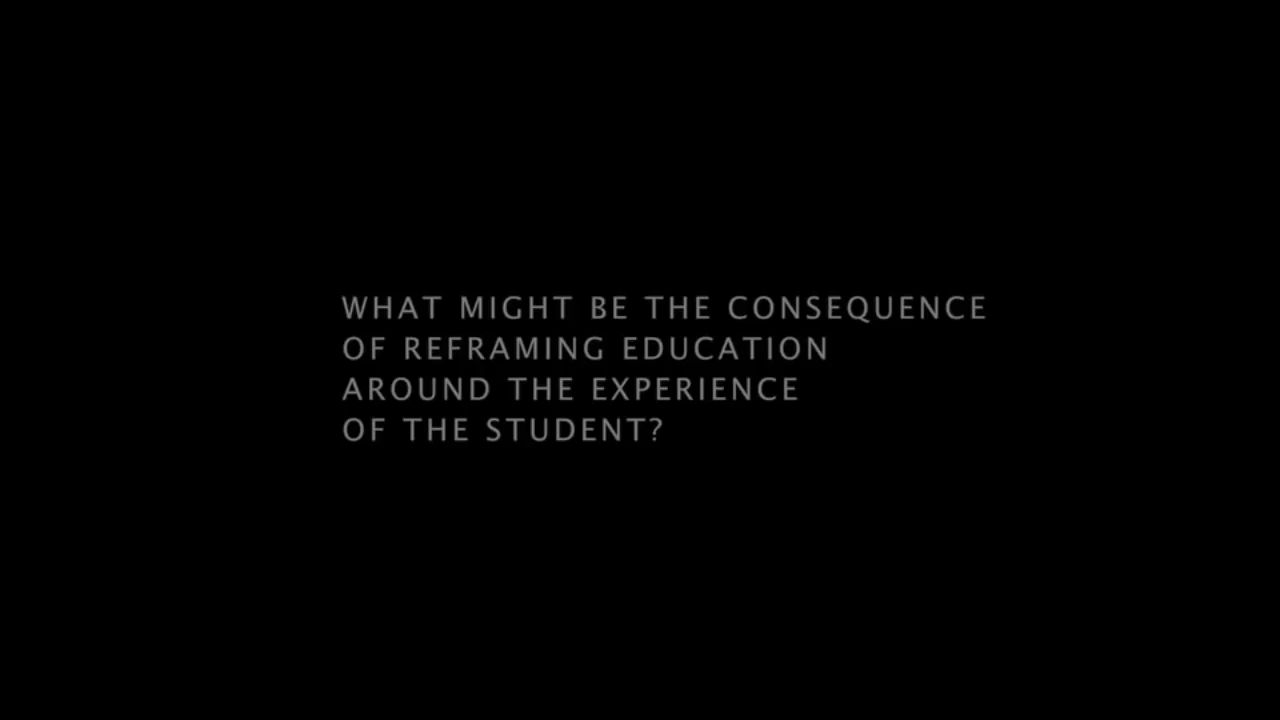 WHAT MIGHT BE THE CONSEQUENCE
OF REFRAMING EDUCATION
AROUND THE EXPERIENCE
OF THE STUDENT?